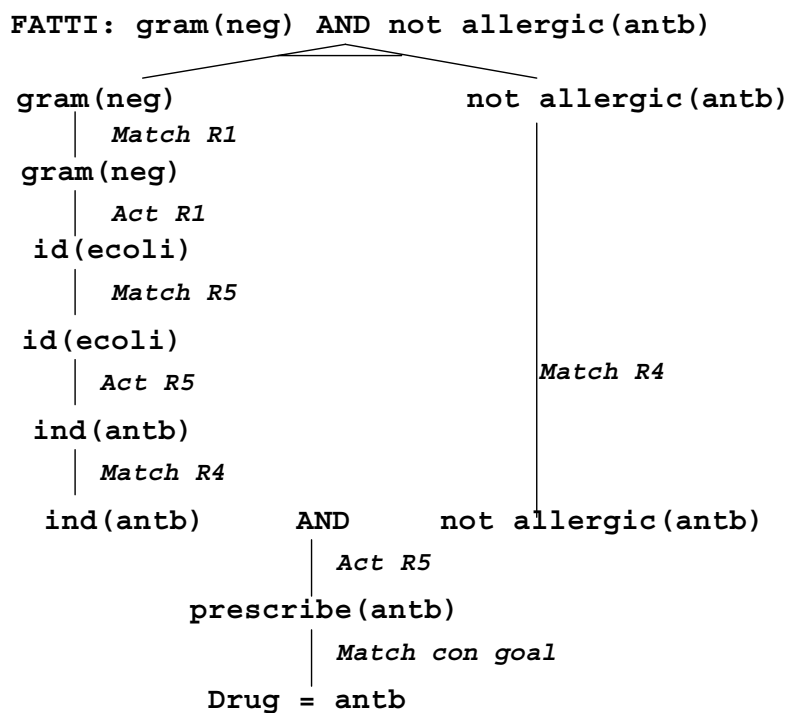 FATTI: gram(neg) AND not allergic(antb)
gram(neg) not allergic(antb)
Match R1
gram(neg)
Act R1
id(ecoli)
Match R5
id(ecoli)
Match R4
Act R5
ind(antb)
Match R4
ind(antb) AND not allergic(antb)
Act R5
prescribe(antb)
Match con goal
Drug = antb